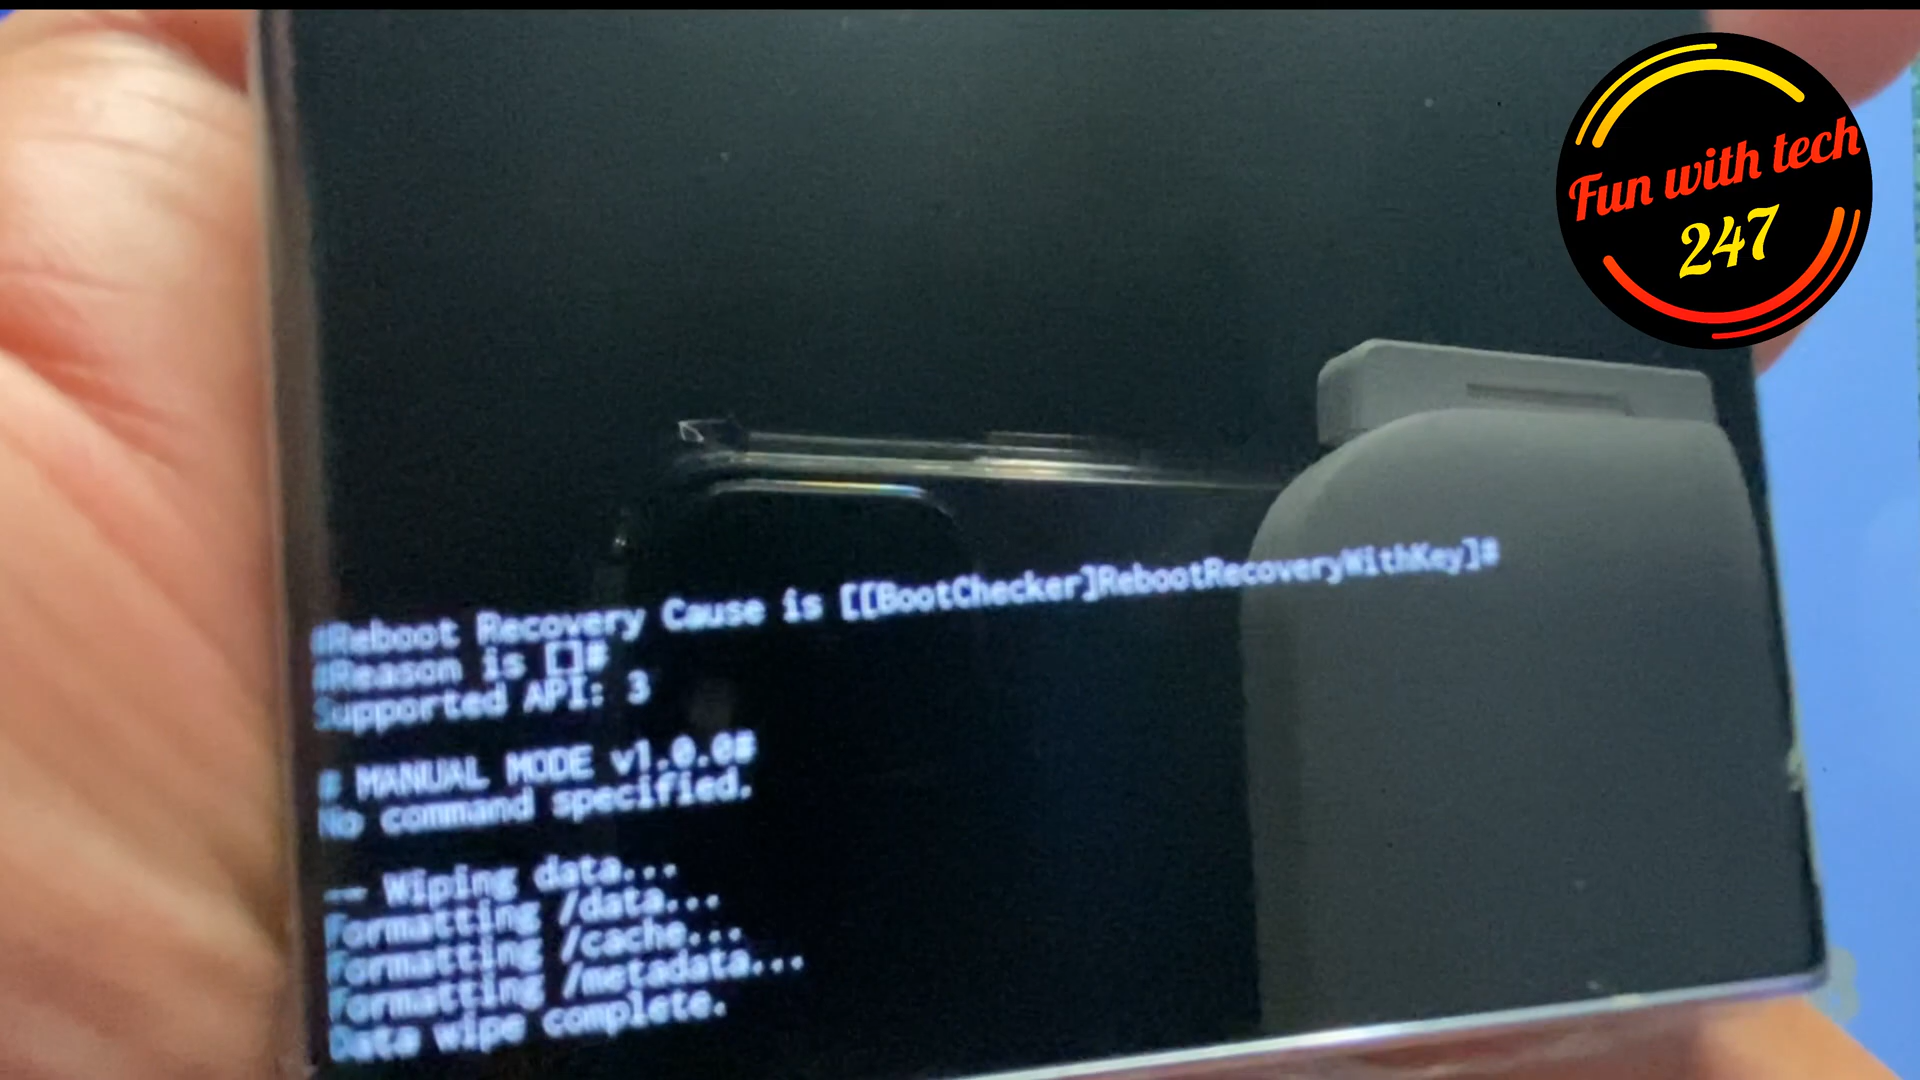 Fun with tech
247
#Reboot Recovery Cause is [[BootChecker]RebootRecoveryWithKey]#
#Reason is []#
Supported API: 3
# MANUAL MODE v1.0.0#
No command specified.
-- Wiping data...
Formatting /data...
Formatting /cache...
Formatting /metadata...
Data wipe complete.